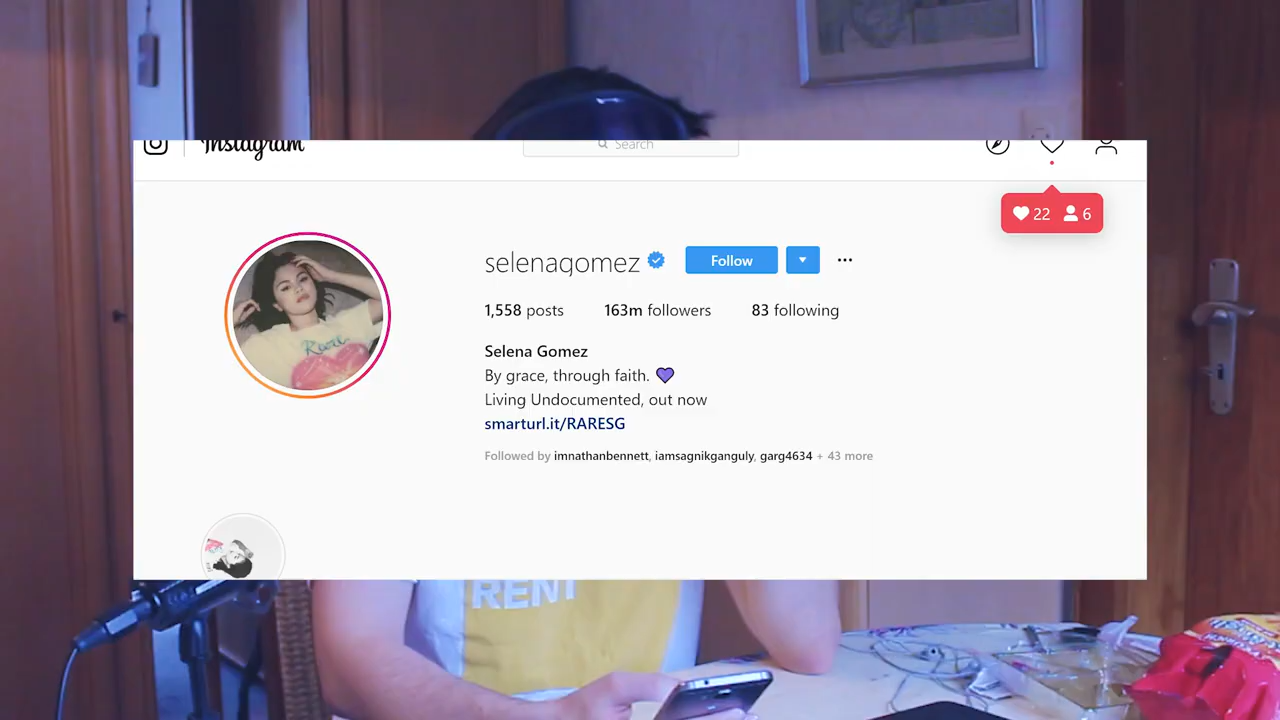 Instagram
Search
22 6
selenagomez
Follow
1,558 posts 163m followers 83 following
Selena Gomez
By grace, through faith. 💜
Living Undocumented, out now
smarturl.it/RARESG
Followed by imnathanbennett, iamsagnikganguly, garg4634 + 43 more
Rare